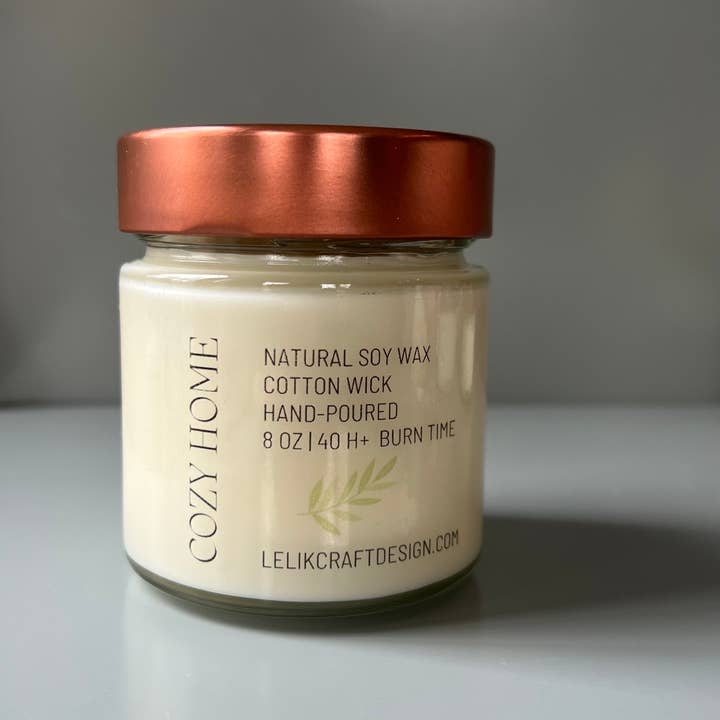 COZY HOME
NATURAL SOY WAX
COTTON WICK
HAND-POURED
8 OZ | 40 H+ BURN TIME
LELIKCRAFTDESIGN.COM